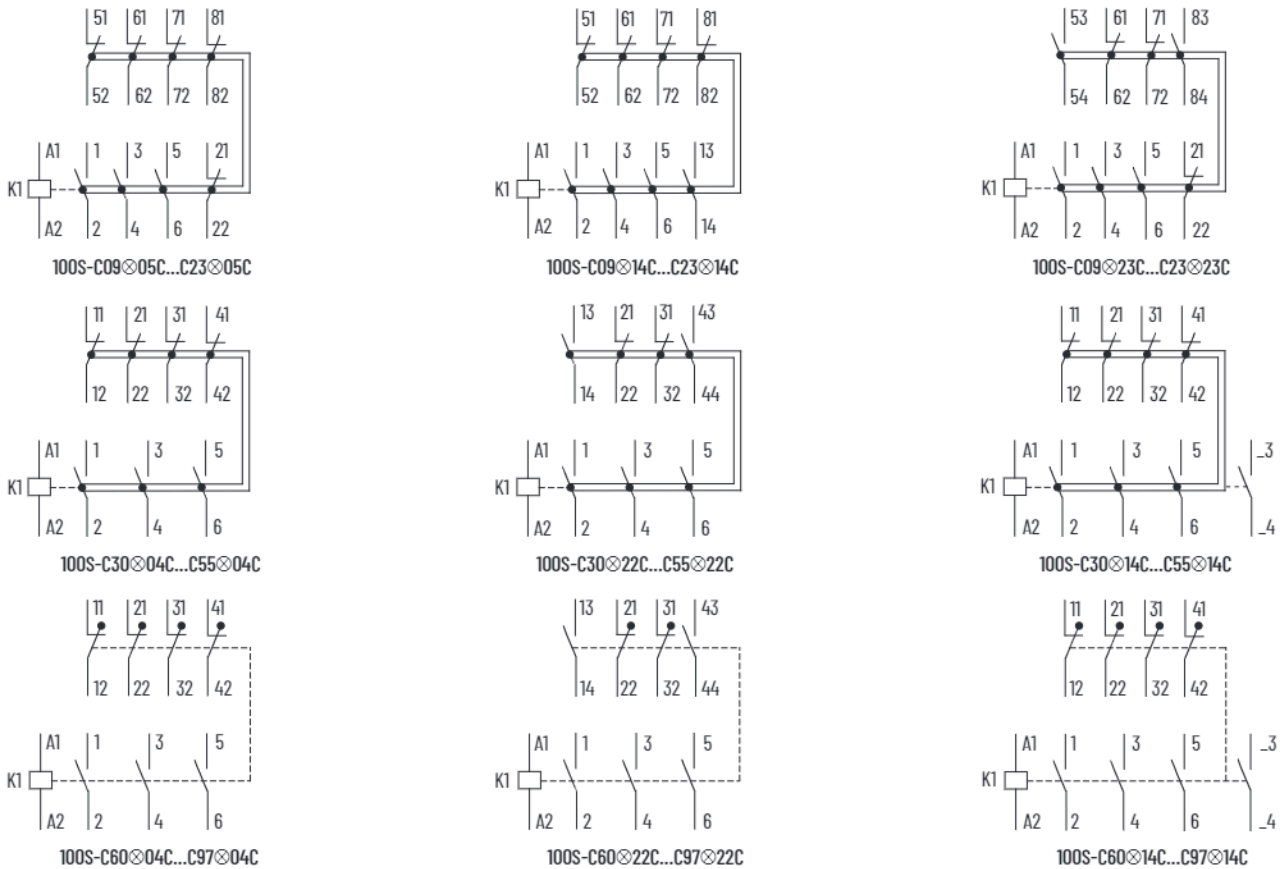 51 61 71 81
52 62 72 82
A1 1 3 5 21
K1
A2 2 4 6 22
100S-C09⊗05C...C23⊗05C
51 61 71 81
52 62 72 82
A1 1 3 5 13
K1
A2 2 4 6 14
100S-C09⊗14C...C23⊗14C
53 61 71 83
54 62 72 84
A1 1 3 5 21
K1
A2 2 4 6 22
100S-C09⊗23C...C23⊗23C
11 21 31 41
12 22 32 42
A1 1 3 5
K1
A2 2 4 6
100S-C30⊗04C...C55⊗04C
13 21 31 43
14 22 32 44
A1 1 3 5
K1
A2 2 4 6
100S-C30⊗22C...C55⊗22C
11 21 31 41
12 22 32 42
A1 1 3 5 _3
K1
A2 2 4 6 _4
100S-C30⊗14C...C55⊗14C
11 21 31 41
12 22 32 42
A1 1 3 5
K1
A2 2 4 6
100S-C60⊗04C...C97⊗04C
13 21 31 43
14 22 32 44
A1 1 3 5
K1
A2 2 4 6
100S-C60⊗22C...C97⊗22C
11 21 31 41
12 22 32 42
A1 1 3 5 _3
K1
A2 2 4 6 _4
100S-C60⊗14C...C97⊗14C